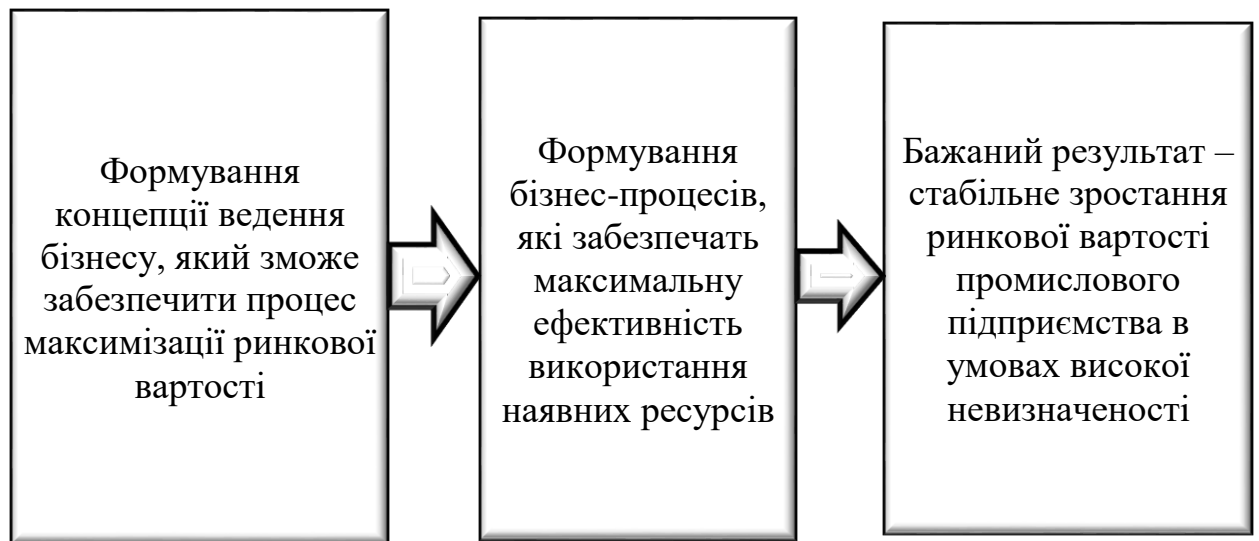 Формування
концепції ведення
бізнесу, який зможе
забезпечити процес
максимізації ринкової
вартості
Формування
бізнес-процесів,
які забезпечать
максимальну
ефективність
використання
наявних ресурсів
Бажаний результат –
стабільне зростання
ринкової вартості
промислового
підприємства в
умовах високої
невизначеності